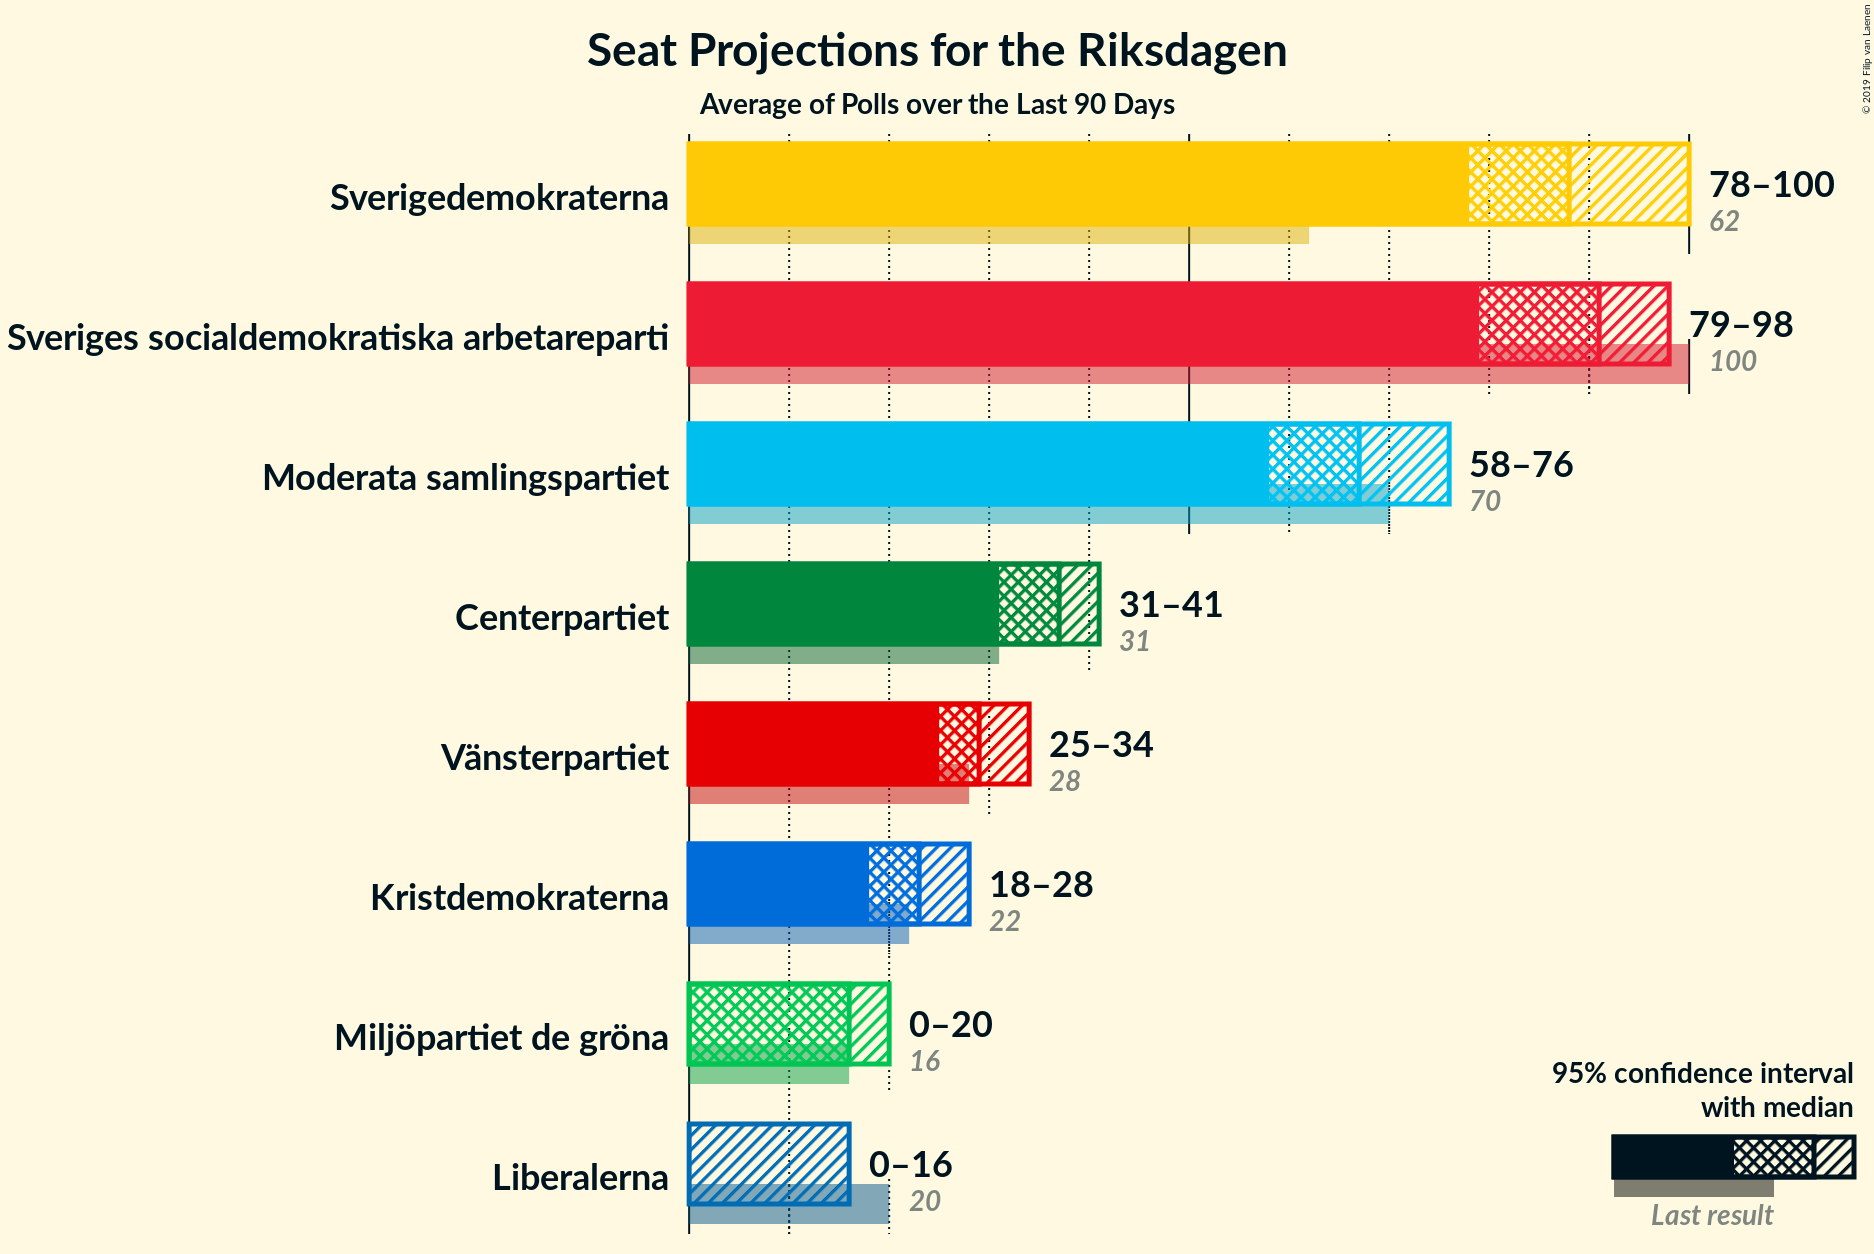 Seat Projections for the Riksdagen
Average of Polls over the Last 90 Days
© 2019 Filip van Laenen
Sverigedemokraterna
78–100
62
Sveriges socialdemokratiska arbetareparti
79–98
100
Moderata samlingspartiet
58–76
70
Centerpartiet
31–41
31
Vänsterpartiet
25–34
28
Kristdemokraterna
18–28
22
Miljöpartiet de gröna
0–20
16
Liberalerna
0–16
20
95% confidence interval
with median
Last result